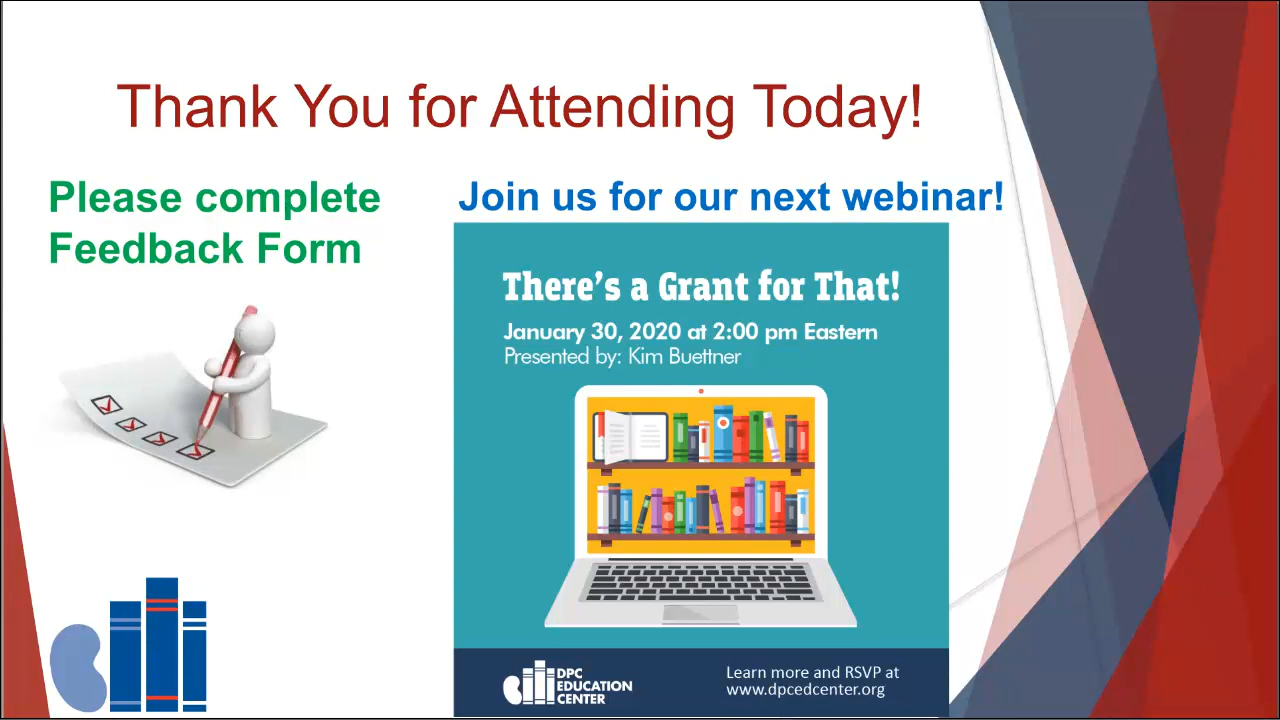 Thank You for Attending Today!
Please complete
Feedback Form
Join us for our next webinar!
There's a Grant for That!
January 30, 2020 at 2:00 pm Eastern
Presented by: Kim Buettner
DPC
EDUCATION
CENTER
Learn more and RSVP at
www.dpcedcenter.org